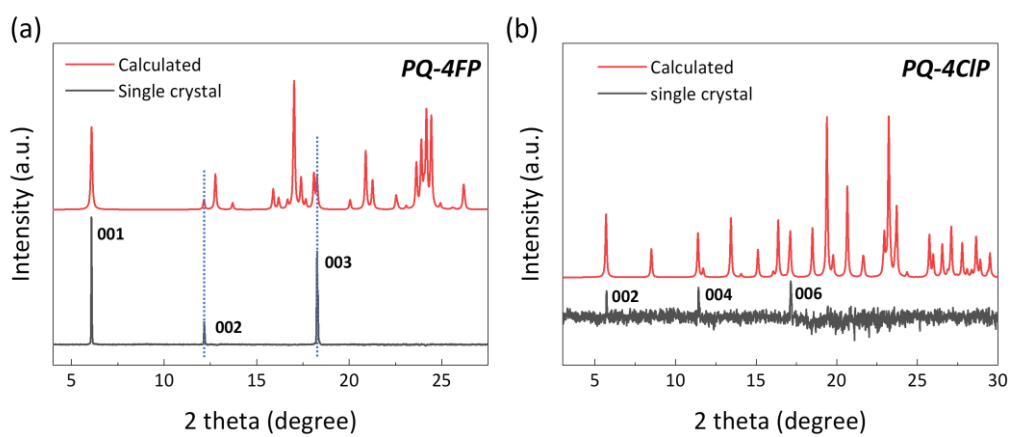 (a)
Calculated
Single crystal
PQ-4FP
001
002
003
Intensity (a.u.)
5 10 15 20 25
2 theta (degree)
(b)
Calculated
single crystal
PQ-4ClP
002
004
006
Intensity (a.u.)
5 10 15 20 25 30
2 theta (degree)